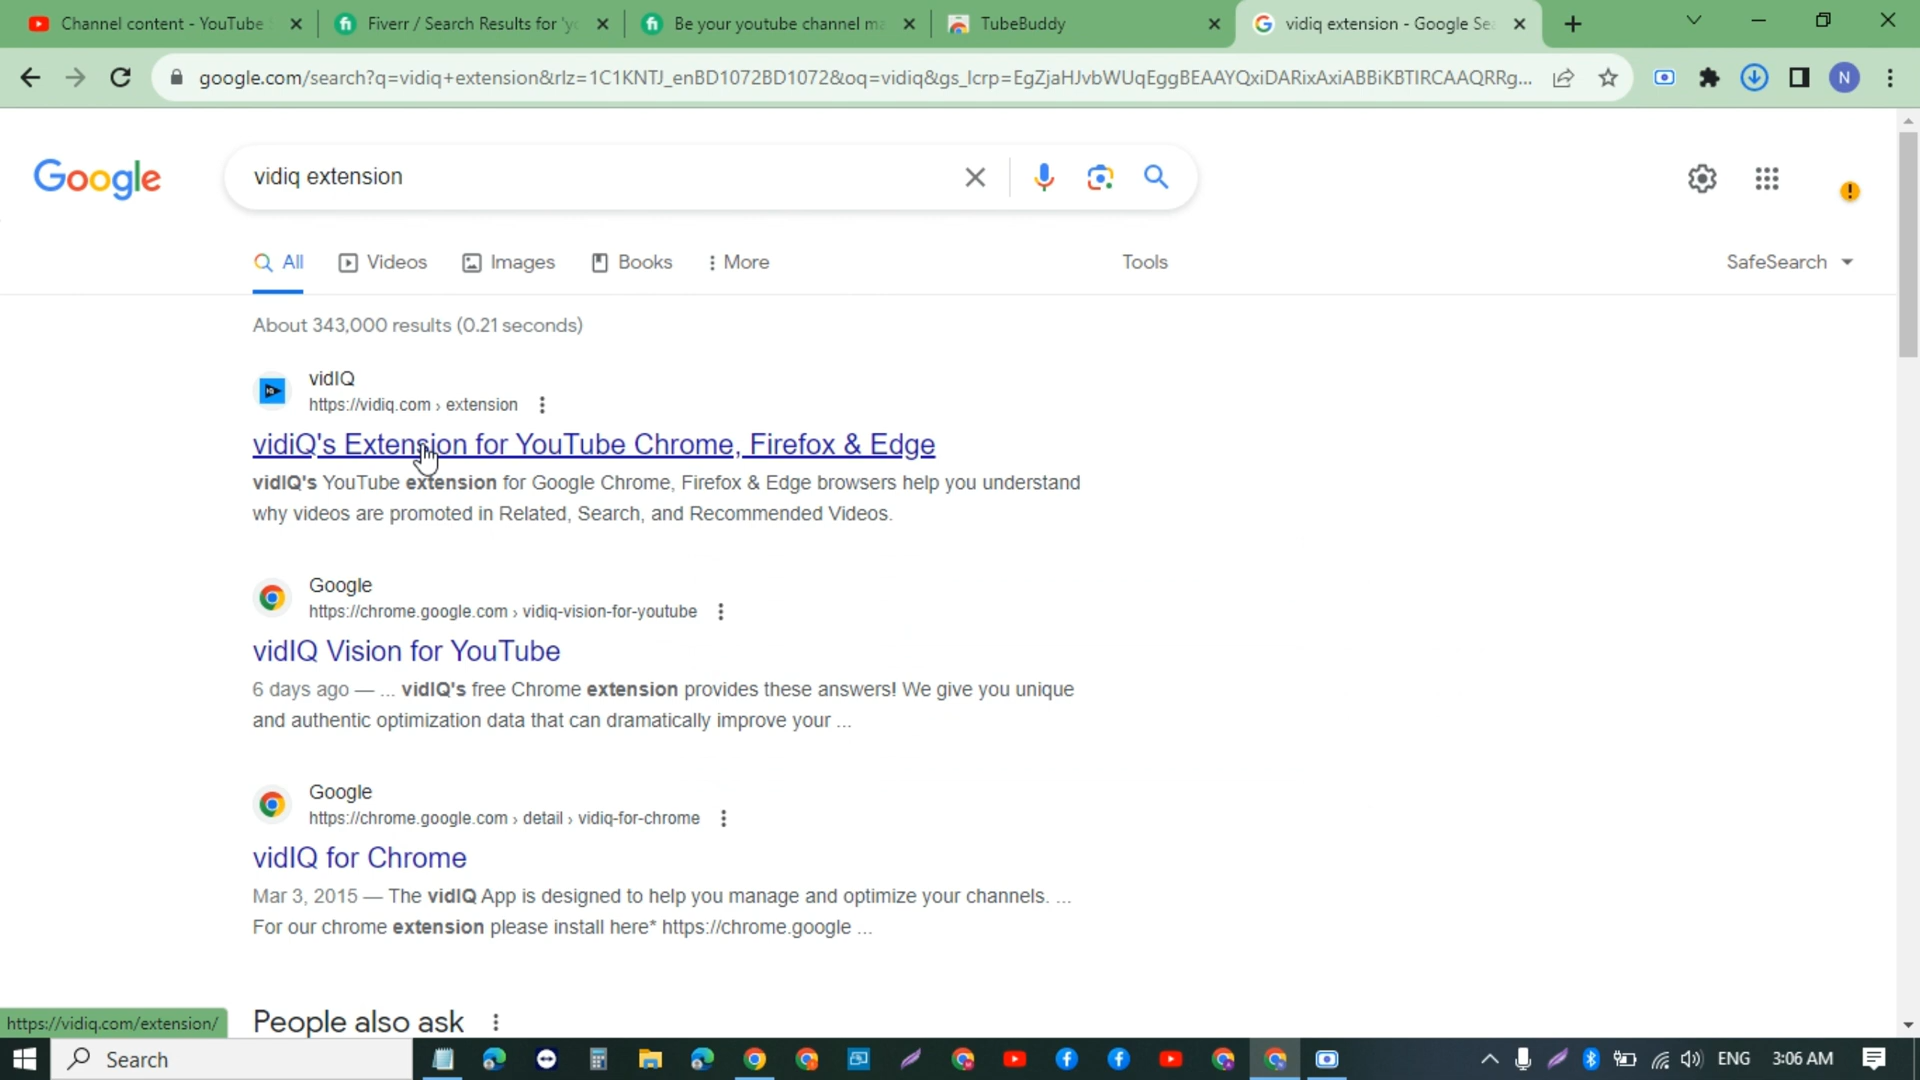 Channel content - YouTube
Fiverr / Search Results for 'yo
Be your youtube channel ma
TubeBuddy
vidiq extension - Google Sea
google.com/search?q=vidiq+extension&rlz=1C1KNTJ_enBD1072BD1072&oq=vidiq&gs_lcrp=EgZjaHJvbWUqEggBEAAYQxiDARixAxiABBiKBTIRCAAQRRg...
N
Google
vidiq extension
All
Videos
Images
Books
More
Tools
SafeSearch
About 343,000 results (0.21 seconds)
vidIQ
https://vidiq.com › extension
vidiQ's Extension for YouTube Chrome, Firefox & Edge
vidIQ's YouTube extension for Google Chrome, Firefox & Edge browsers help you understand
why videos are promoted in Related, Search, and Recommended Videos.
Google
https://chrome.google.com › vidiq-vision-for-youtube
vidIQ Vision for YouTube
6 days ago — ... vidIQ's free Chrome extension provides these answers! We give you unique
and authentic optimization data that can dramatically improve your ...
Google
https://chrome.google.com › detail › vidiq-for-chrome
vidIQ for Chrome
Mar 3, 2015 — The vidIQ App is designed to help you manage and optimize your channels. ...
For our chrome extension please install here* https://chrome.google ...
https://vidiq.com/extension/
People also ask
Search
ENG
3:06 AM